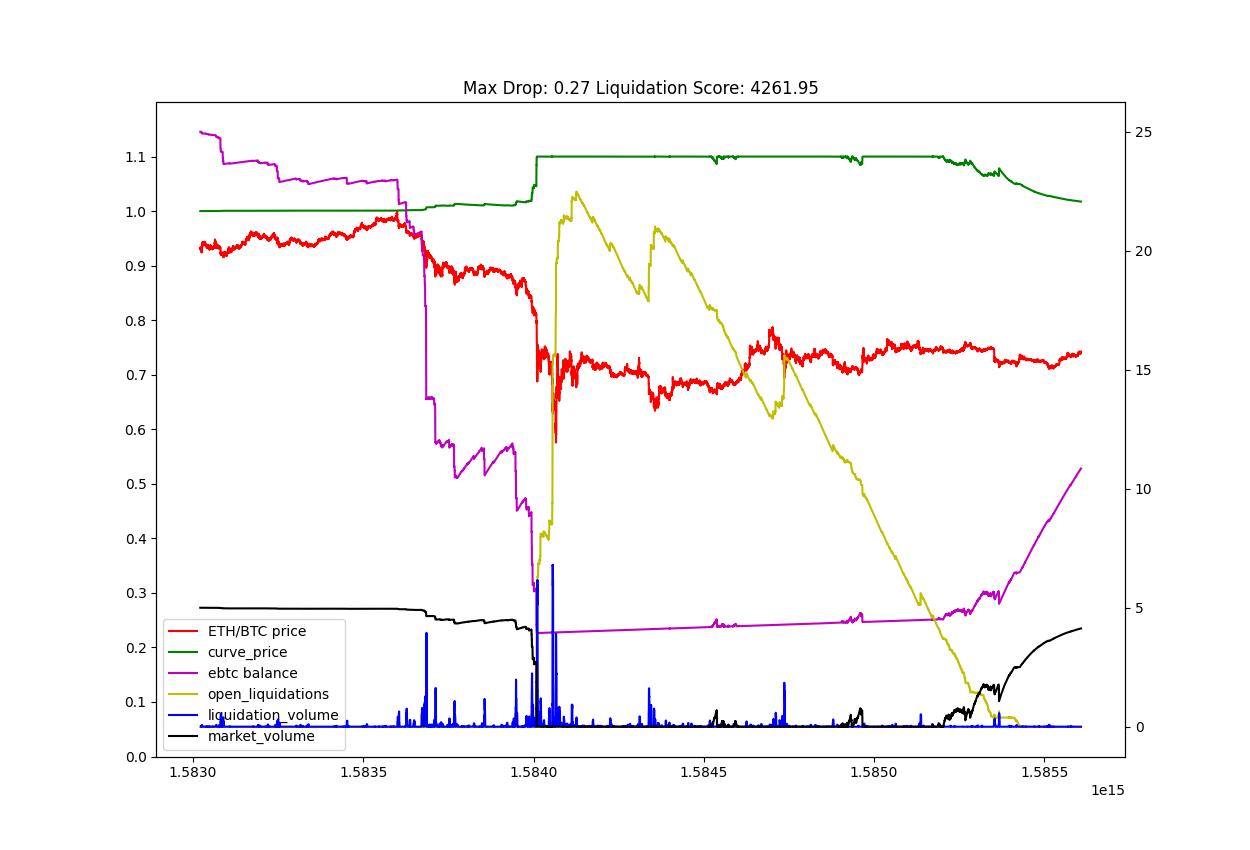 Max Drop: 0.27 Liquidation Score: 4261.95
1.1
1.0
0.9
0.8
0.7
0.6
0.5
0.4
0.3
0.2
0.1
0.0
25
20
15
10
5
0
ETH/BTC price
curve_price
ebtc balance
open_liquidations
liquidation_volume
market_volume
1.5830 1.5835 1.5840 1.5845 1.5850 1.5855
1e15